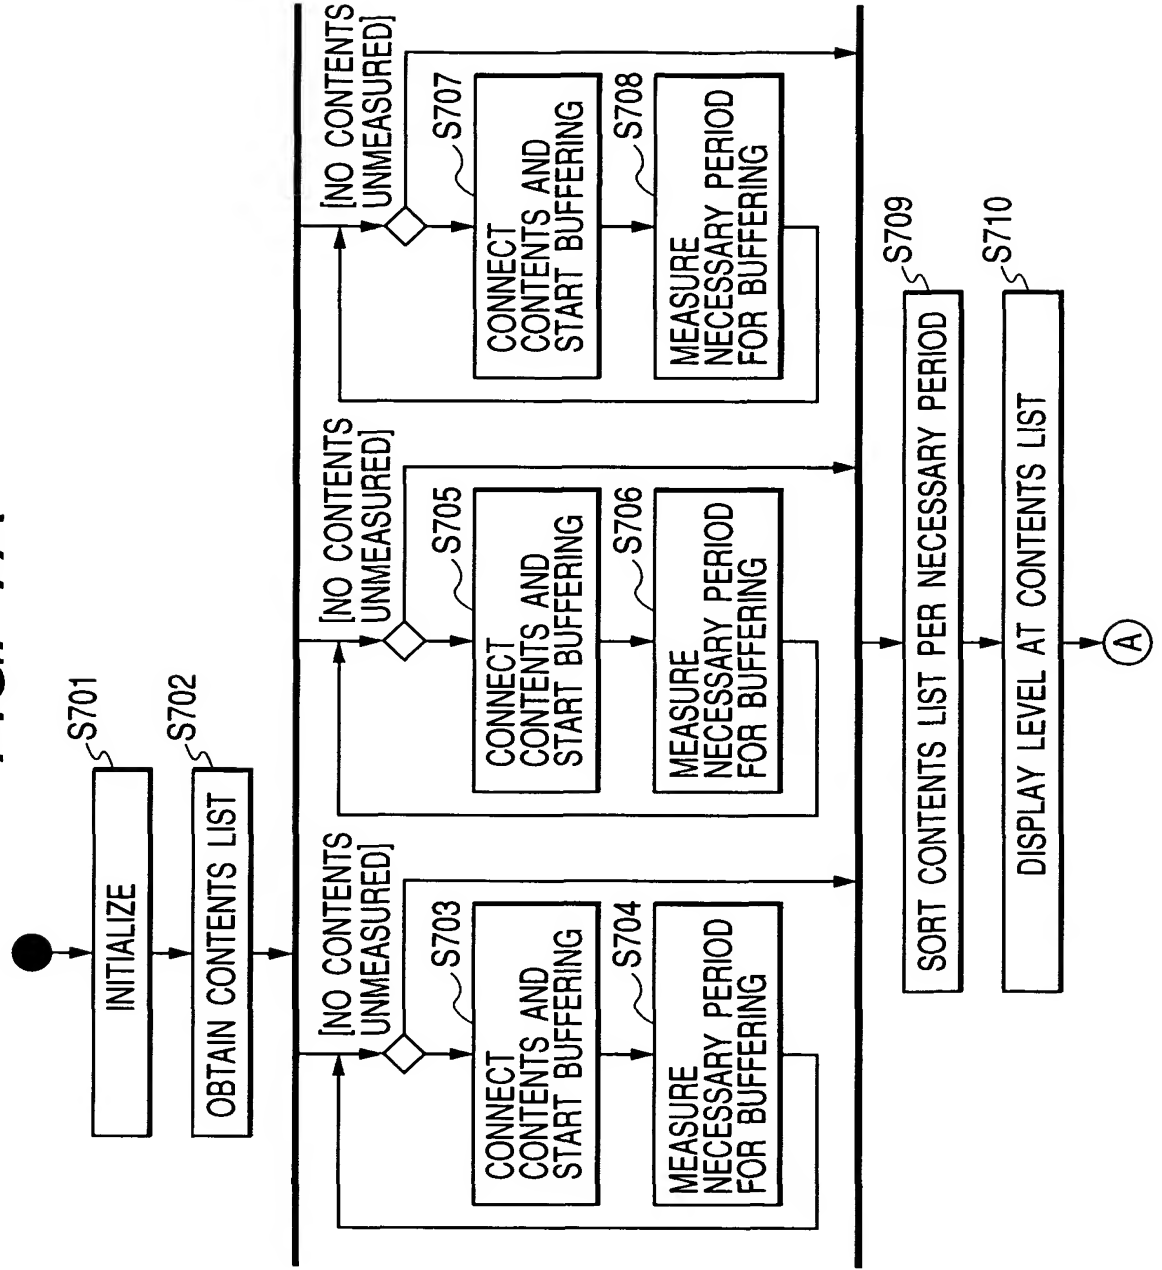 S701
INITIALIZE
S702
OBTAIN CONTENTS LIST
[NO CONTENTS
UNMEASURED]
S703
CONNECT
CONTENTS AND
START BUFFERING
S704
MEASURE
NECESSARY PERIOD
FOR BUFFERING
[NO CONTENTS
UNMEASURED]
S705
CONNECT
CONTENTS AND
START BUFFERING
S706
MEASURE
NECESSARY PERIOD
FOR BUFFERING
[NO CONTENTS
UNMEASURED]
S707
CONNECT
CONTENTS AND
START BUFFERING
S708
MEASURE
NECESSARY PERIOD
FOR BUFFERING
S709
SORT CONTENTS LIST PER NECESSARY PERIOD
S710
DISPLAY LEVEL AT CONTENTS LIST
A